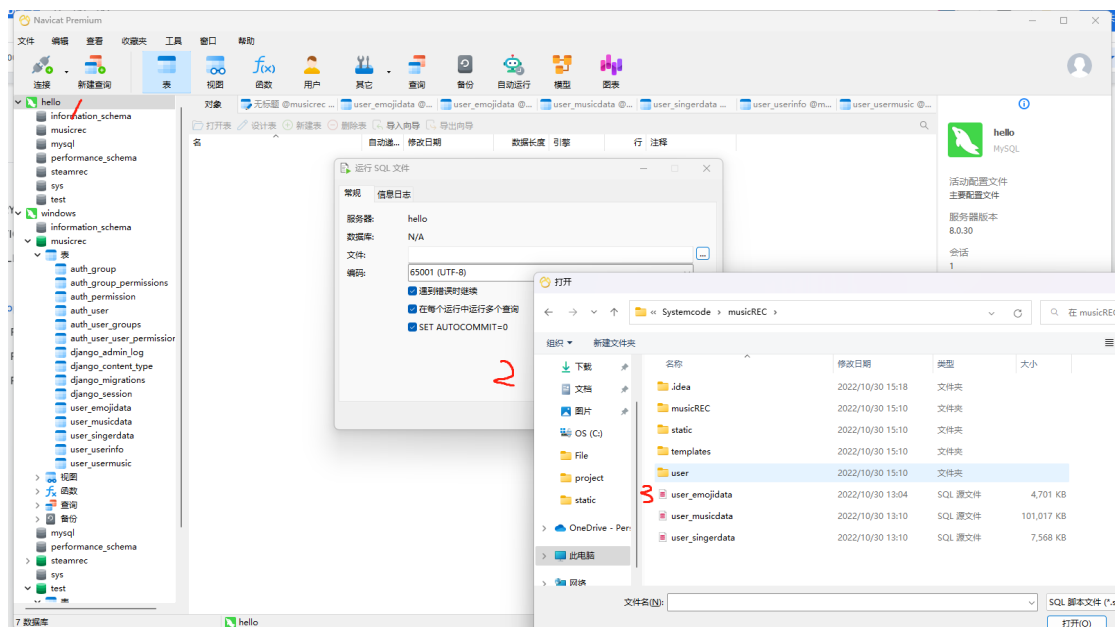 Navicat Premium
文件 编辑 查看 收藏夹 工具 窗口 帮助
连接 新建查询 表 视图 函数 用户 其它 查询 备份 自动运行 模型 图表
hello
information_schema
musicrec
mysql
performance_schema
steamrec
sys
test
windows
information_schema
musicrec
表
auth_group
auth_group_permissions
auth_permission
auth_user
auth_user_groups
auth_user_user_permission
django_admin_log
django_content_type
django_migrations
django_session
user_emojidata
user_musicdata
user_singerdata
user_userinfo
user_usermusic
视图
函数
查询
备份
mysql
performance_schema
steamrec
sys
test
表
7 数据库
hello
对象 无标题 @musicrec ... user_emojidata @... user_emojidata @... user_musicdata @... user_singerdata ... user_userinfo @m... user_usermusic @...
打开表 设计表 新建表 删除表 导入向导 导出向导
名 自动递... 修改日期 数据长度 引擎 行 注释
运行 SQL 文件
常规 信息日志
服务器: hello
数据库: N/A
文件: ...
编码: 65001 (UTF-8)
遇到错误时继续
在每个运行中运行多个查询
SET AUTOCOMMIT=0
2
hello
MySQL
活动配置文件
主要配置文件
服务器版本
8.0.30
会话
1
打开
« Systemcode › musicREC ›
在 musicREC
组织 新建文件夹
下载
文档
图片
OS (C:)
File
project
static
OneDrive - Pers
此电脑
网络
名称 修改日期 类型 大小
.idea 2022/10/30 15:18 文件夹
musicREC 2022/10/30 15:10 文件夹
static 2022/10/30 15:10 文件夹
templates 2022/10/30 15:10 文件夹
user 2022/10/30 15:10 文件夹
3 user_emojidata 2022/10/30 13:04 SQL 源文件 4,701 KB
user_musicdata 2022/10/30 13:10 SQL 源文件 101,017 KB
user_singerdata 2022/10/30 13:10 SQL 源文件 7,568 KB
文件名(N): SQL 脚本文件 (*.s
打开(O)